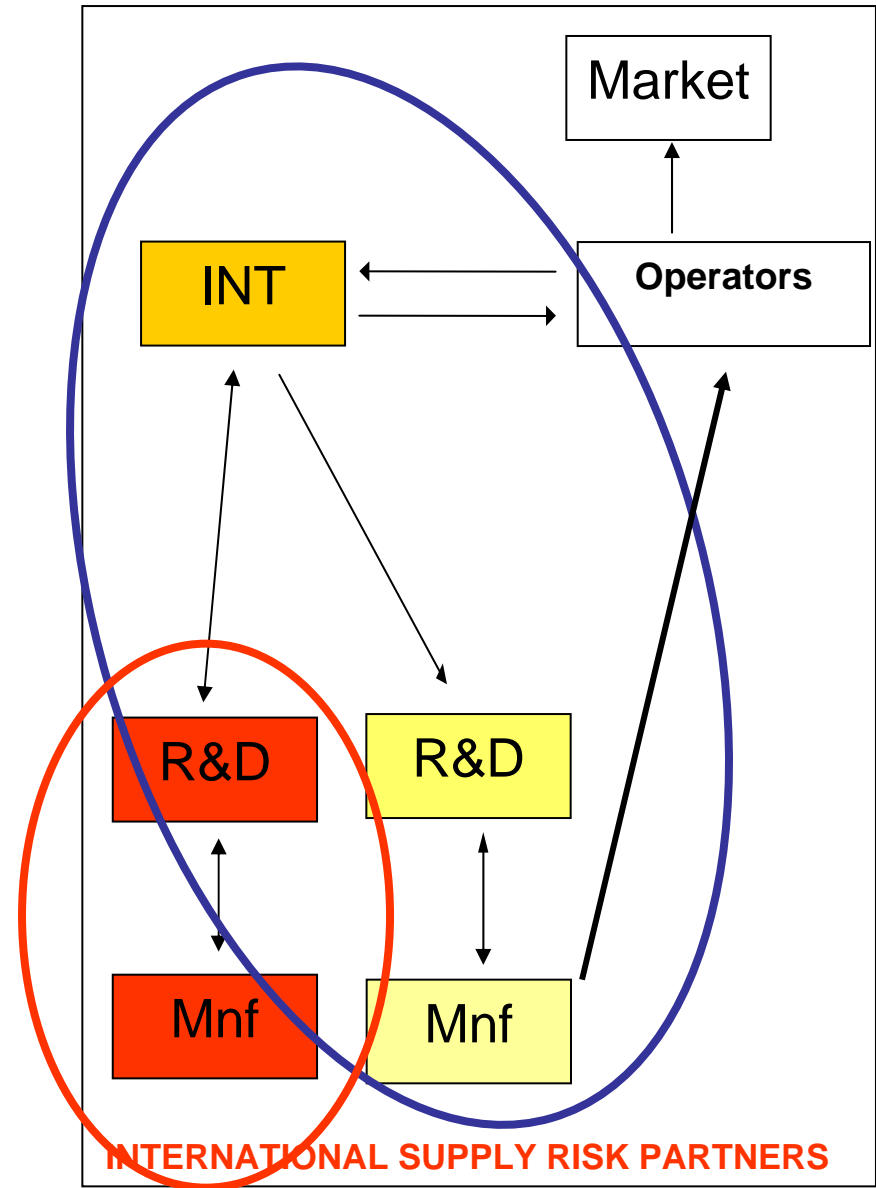 Market
INT
Operators
R&D
R&D
Mnf
Mnf
INTERNATIONAL SUPPLY RISK PARTNERS